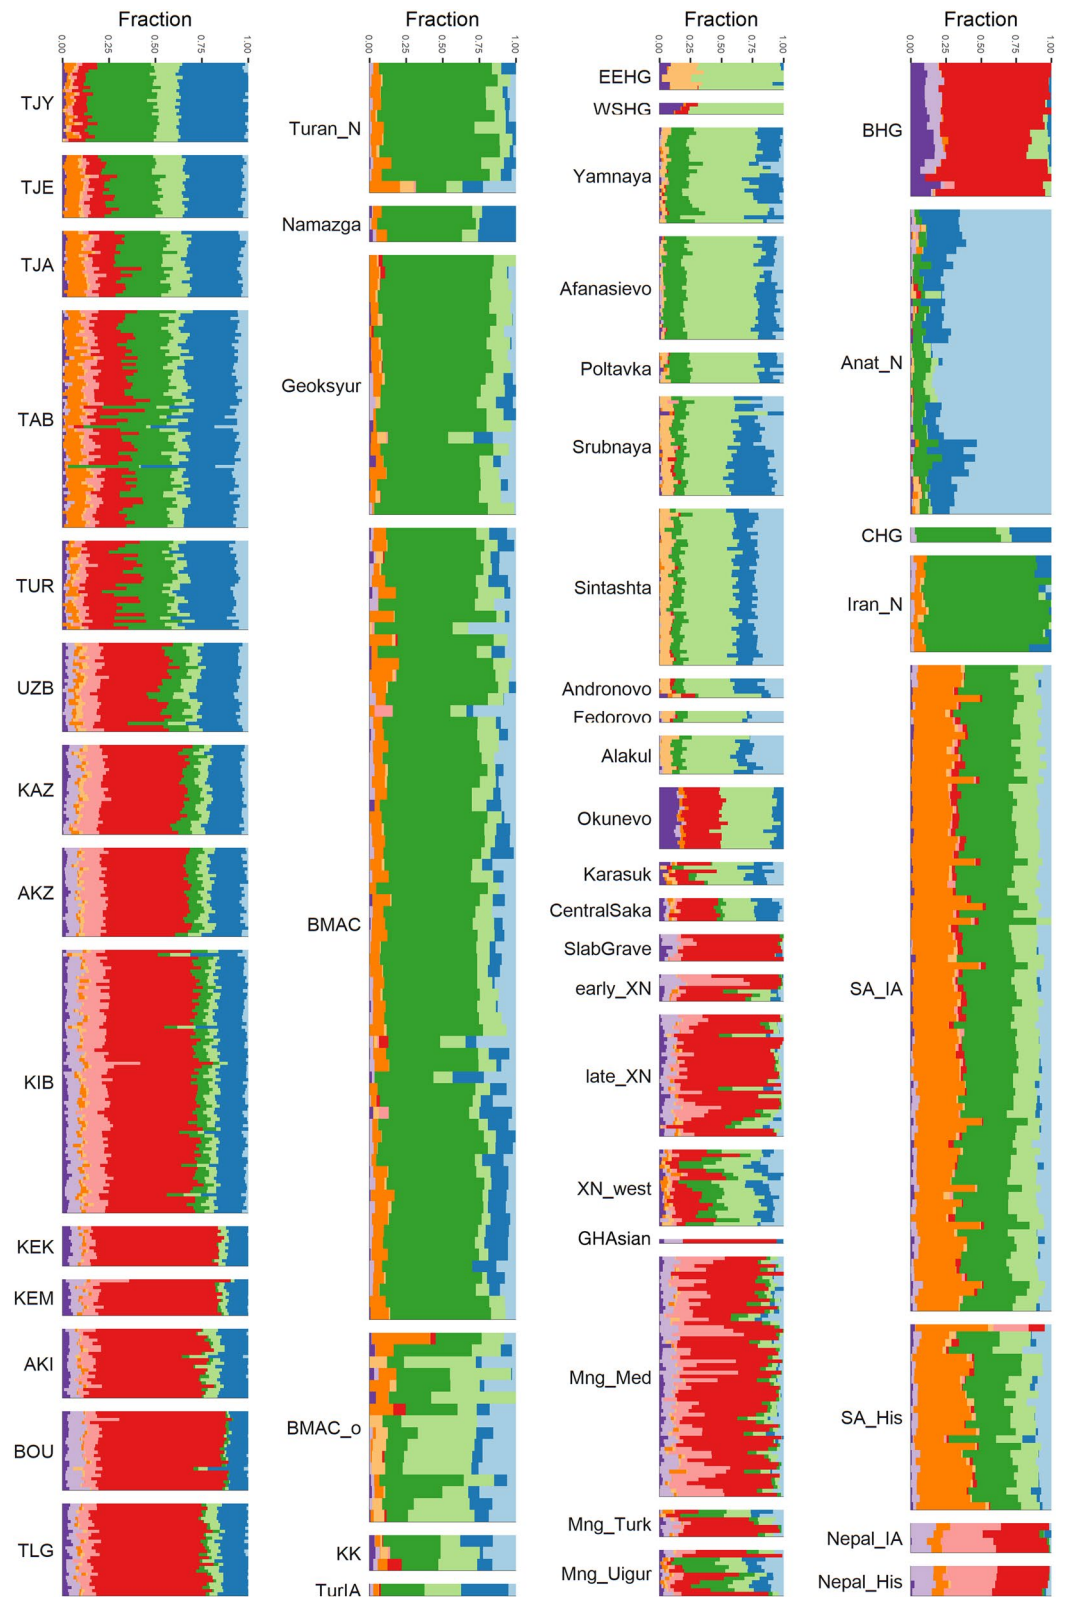 Fraction
0.00 0.25 0.50 0.75 1.00
TJY
TJE
TJA
TAB
TUR
UZB
KAZ
AKZ
KIB
KEK
KEM
AKI
BOU
TLG
Fraction
0.00 0.25 0.50 0.75 1.00
Turan_N
Namazga
Geoksyur
BMAC
BMAC_o
KK
TurIA
Fraction
0.00 0.25 0.50 0.75 1.00
EEHG
WSHG
Yamnaya
Afanasievo
Poltavka
Srubnaya
Sintashta
Andronovo
Fedorovo
Alakul
Okunevo
Karasuk
CentralSaka
SlabGrave
early_XN
late_XN
XN_west
GHAsian
Mng_Med
Mng_Turk
Mng_Uigur
Fraction
0.00 0.25 0.50 0.75 1.00
BHG
Anat_N
CHG
Iran_N
SA_IA
SA_His
Nepal_IA
Nepal_His